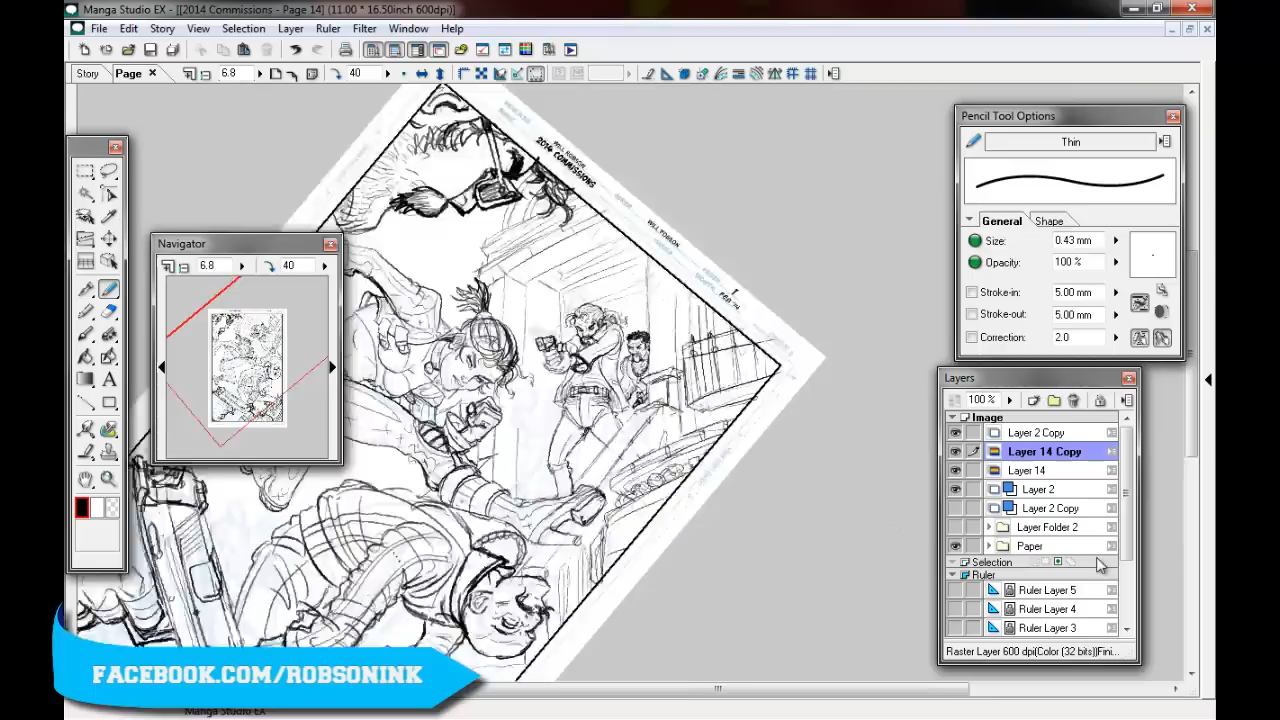 Manga Studio EX - [[2014 Commissions - Page 14] (11.00 * 16.50inch 600dpi)]
File Edit Story View Selection Layer Ruler Filter Window Help
Story Page 6.8 40
Pencil Tool Options
Thin
General Shape
Size: 0.43 mm
Opacity: 100 %
Stroke-in: 5.00 mm
Stroke-out: 5.00 mm
Correction: 2.0
Navigator
6.8 40
WILL ROBSON
2014 COMMISSIONS
WILL ROBSON
Layers
100 %
Image
Layer 2 Copy
Layer 14 Copy
Layer 14
Layer 2
Layer 2 Copy
Layer Folder 2
Paper
Selection
Ruler
Ruler Layer 5
Ruler Layer 4
Ruler Layer 3
Raster Layer 600 dpi(Color (32 bits))Fini...
FACEBOOK.COM/ROBSONINK
Manga Studio EX